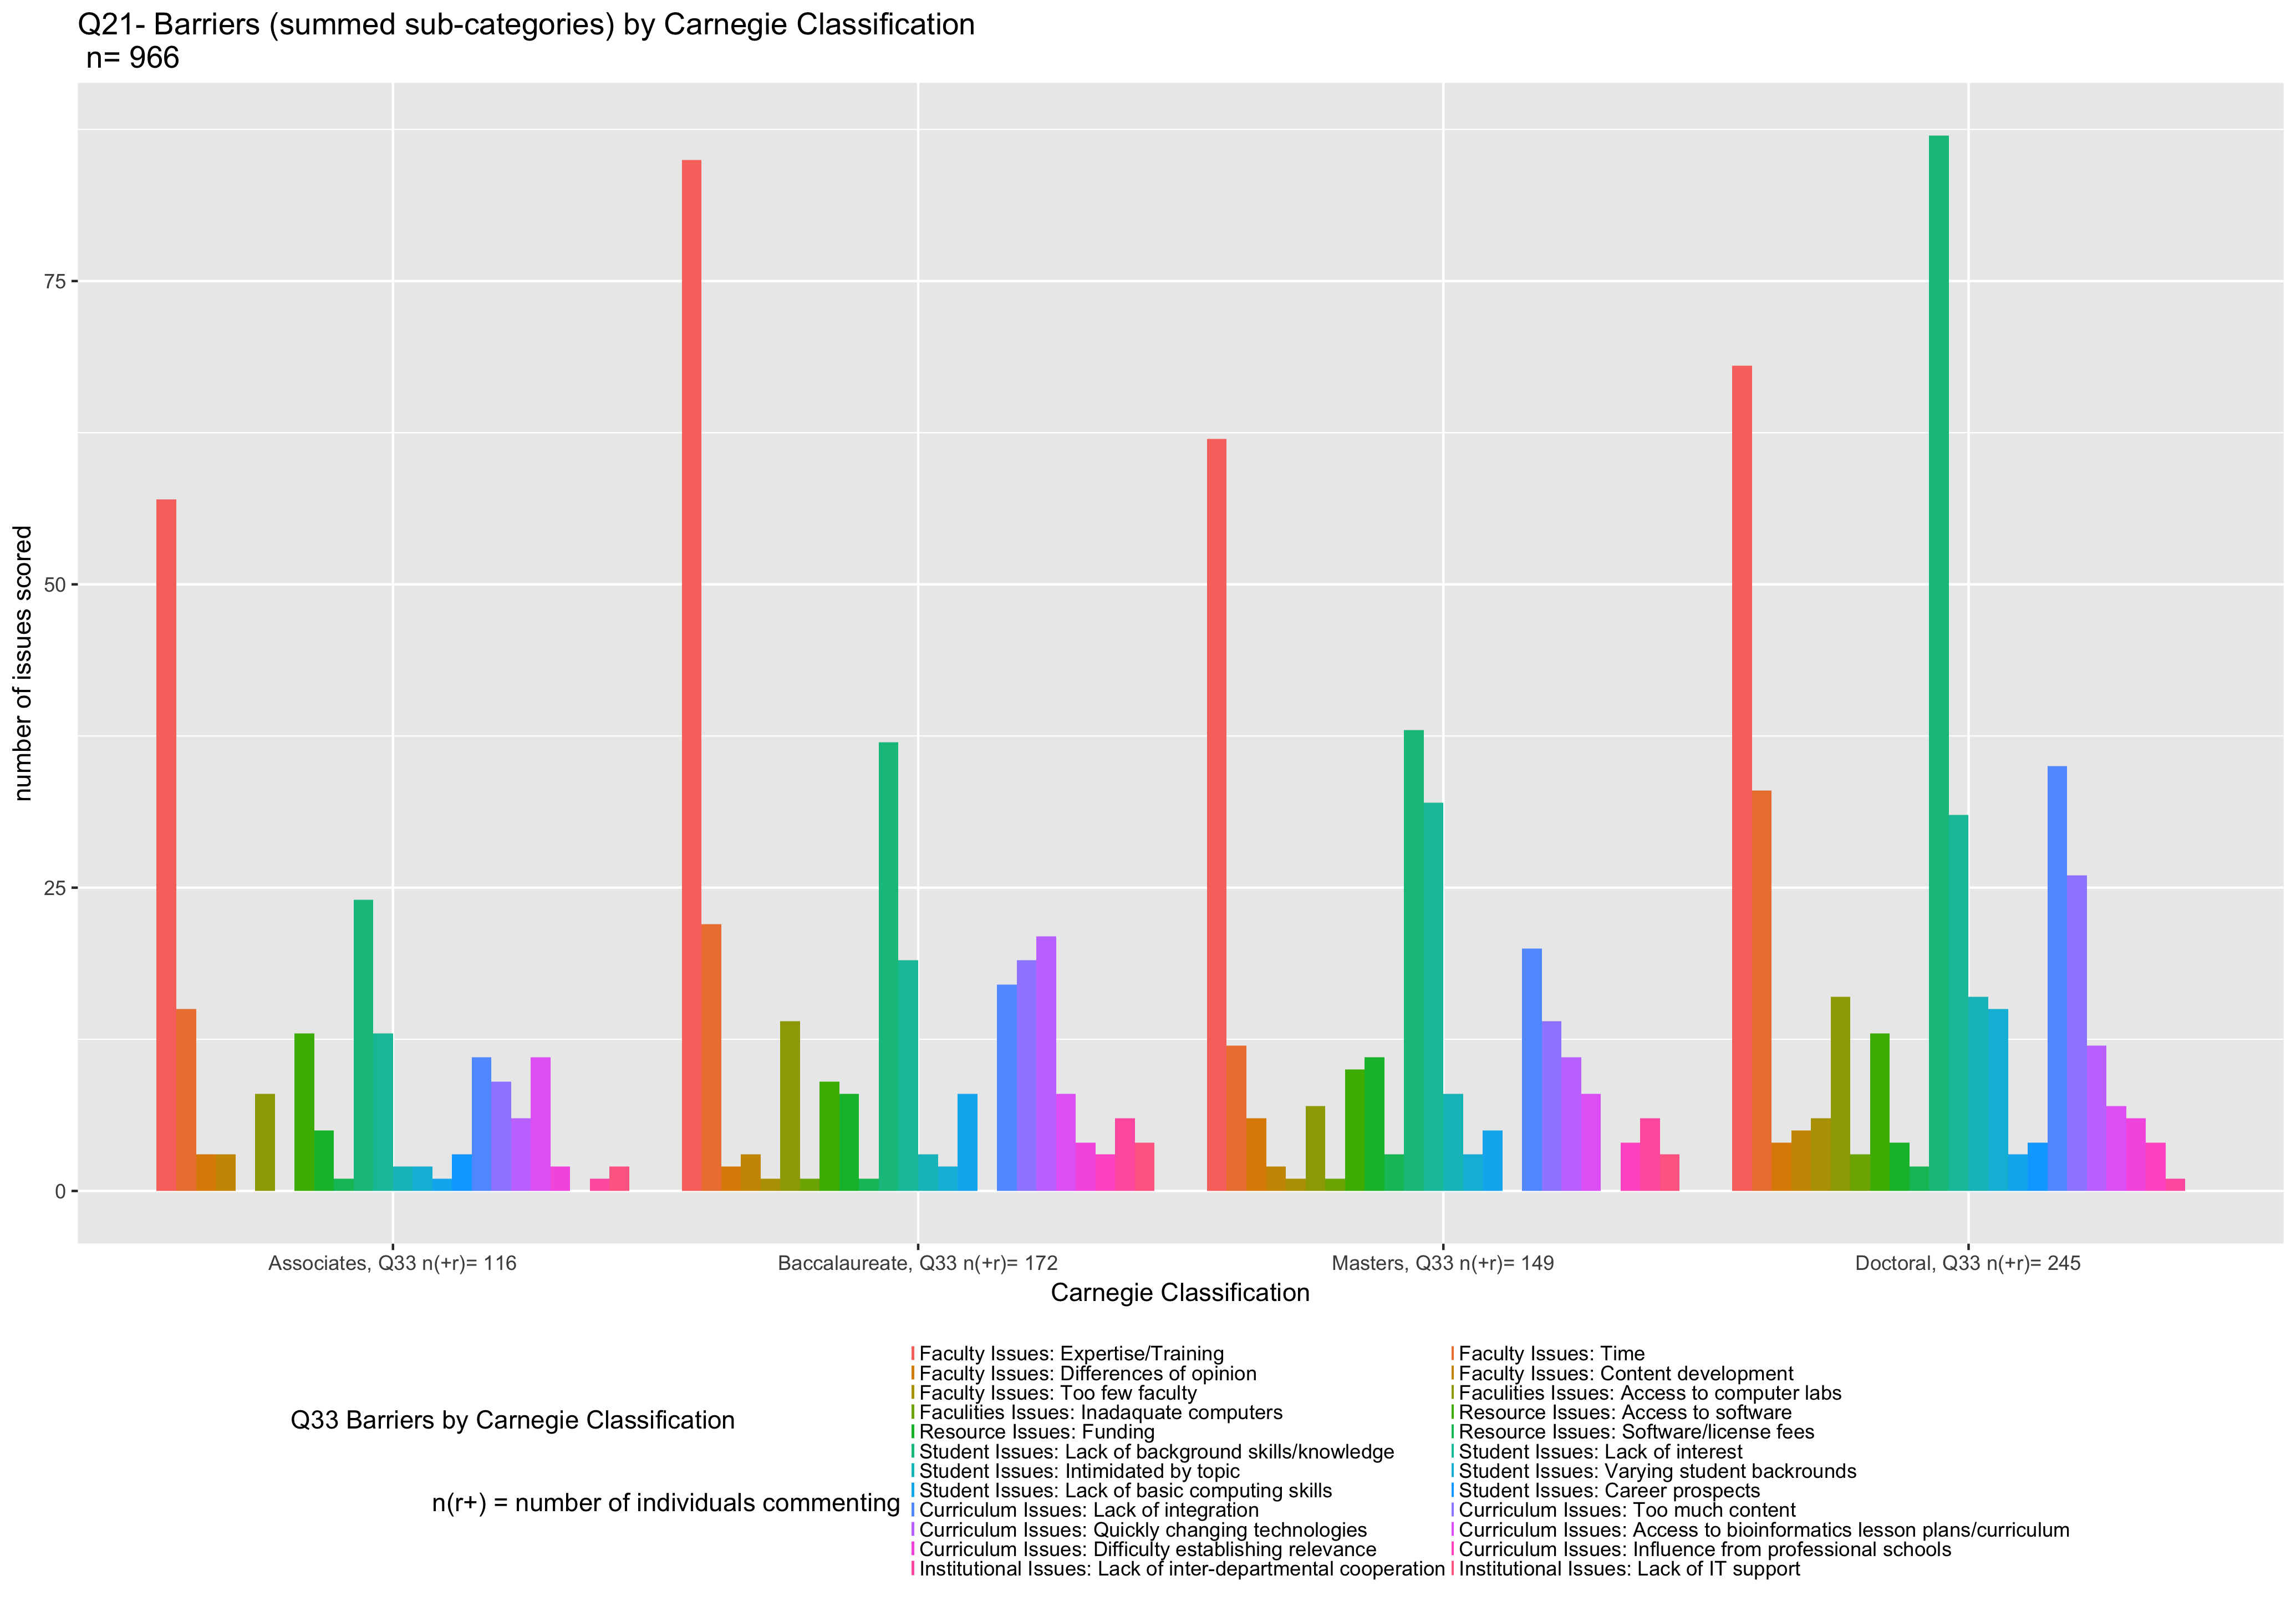 Q21- Barriers (summed sub-categories) by Carnegie Classification
n= 966
number of issues scored
75
50
25
0
Associates, Q33 n(+r)= 116
Baccalaureate, Q33 n(+r)= 172
Masters, Q33 n(+r)= 149
Doctoral, Q33 n(+r)= 245
Carnegie Classification
Q33 Barriers by Carnegie Classification
n(r+) = number of individuals commenting
Faculty Issues: Expertise/Training
Faculty Issues: Differences of opinion
Faculty Issues: Too few faculty
Faculities Issues: Inadaquate computers
Resource Issues: Funding
Student Issues: Lack of background skills/knowledge
Student Issues: Intimidated by topic
Student Issues: Lack of basic computing skills
Curriculum Issues: Lack of integration
Curriculum Issues: Quickly changing technologies
Curriculum Issues: Difficulty establishing relevance
Institutional Issues: Lack of inter-departmental cooperation
Faculty Issues: Time
Faculty Issues: Content development
Faculities Issues: Access to computer labs
Resource Issues: Access to software
Resource Issues: Software/license fees
Student Issues: Lack of interest
Student Issues: Varying student backrounds
Student Issues: Career prospects
Curriculum Issues: Too much content
Curriculum Issues: Access to bioinformatics lesson plans/curriculum
Curriculum Issues: Influence from professional schools
Institutional Issues: Lack of IT support